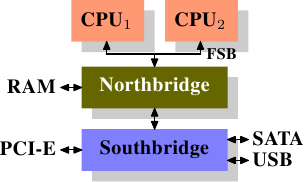 CPU₁ CPU₂
FSB
RAM Northbridge
PCI-E Southbridge SATA
USB